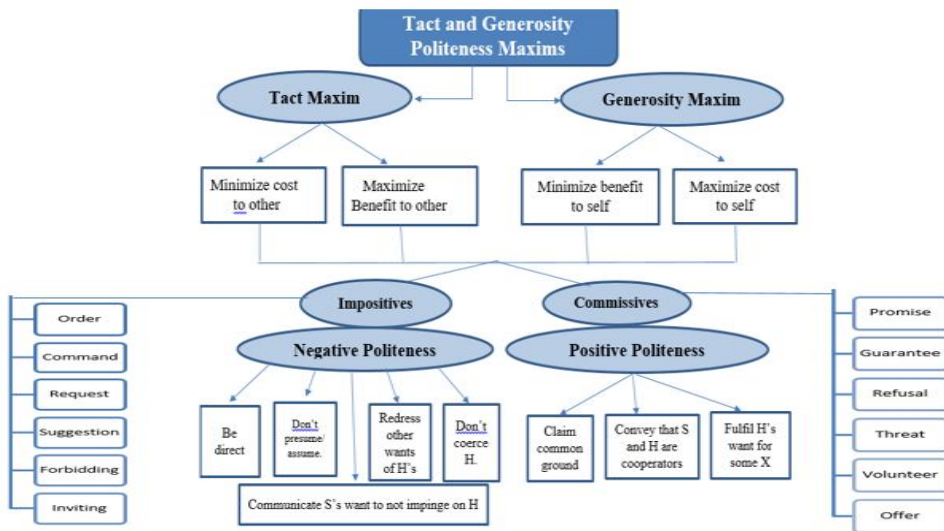 Tact and Generosity
Politeness Maxims
Tact Maxim
Generosity Maxim
Minimize cost
to other
Maximize
Benefit to other
Minimize benefit
to self
Maximize cost
to self
Impositives
Commissives
Negative Politeness
Positive Politeness
Order
Command
Request
Suggestion
Forbidding
Inviting
Be
direct
Don't
presume/
assume.
Redress
other
wants
of H's
Don't
coerce
H.
Communicate S's want to not impinge on H
Claim
common
ground
Convey that S
and H are
cooperators
Fulfil H's
want for
some X
Promise
Guarantee
Refusal
Threat
Volunteer
Offer